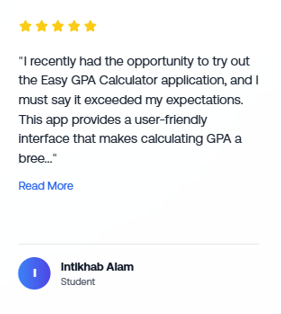 "I recently had the opportunity to try out
the Easy GPA Calculator application, and I
must say it exceeded my expectations.
This app provides a user-friendly
interface that makes calculating GPA a
bree..."
Read More
I
Intikhab Alam
Student